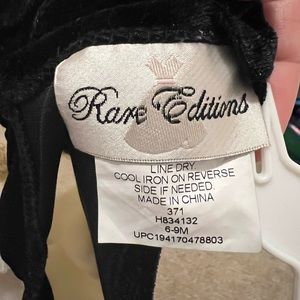 Rare Editions
LINE DRY
COOL IRON ON REVERSE
SIDE IF NEEDED.
MADE IN CHINA
371
H834132
6-9M
UPC194170478803